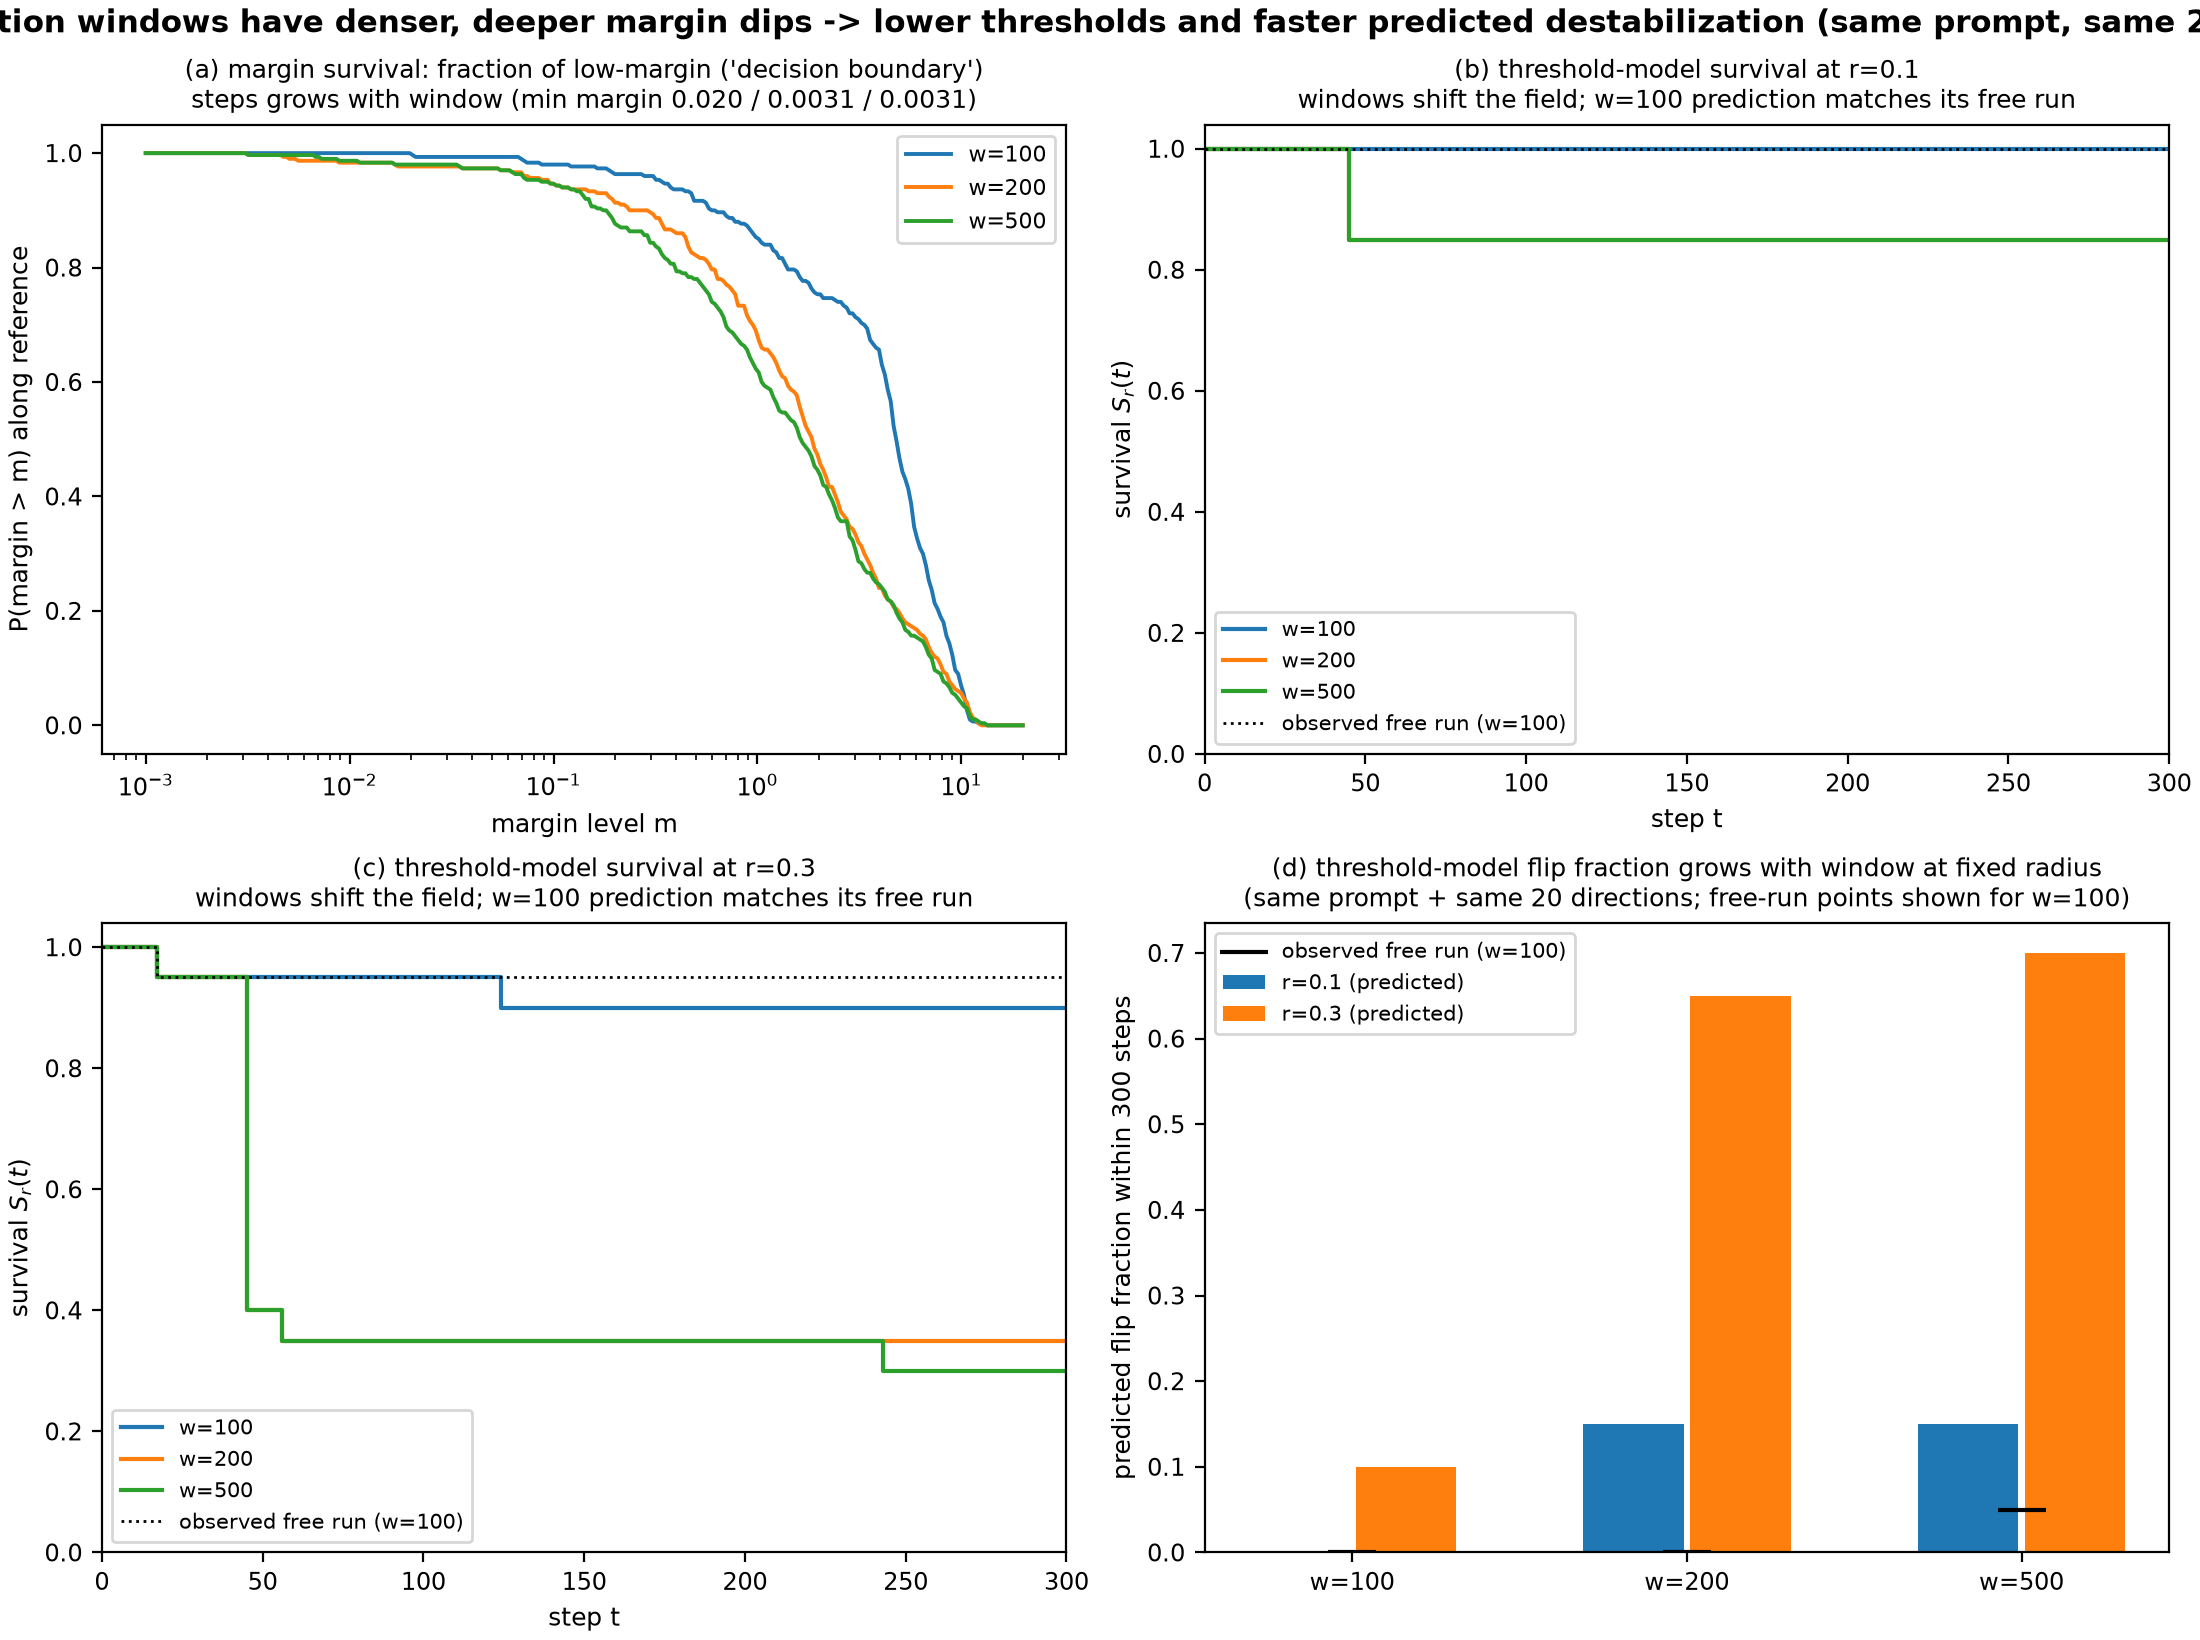 tion windows have denser, deeper margin dips -> lower thresholds and faster predicted destabilization (same prompt, same 2
(a) margin survival: fraction of low-margin ('decision boundary')
steps grows with window (min margin 0.020 / 0.0031 / 0.0031)
P(margin > m) along reference
1.0
0.8
0.6
0.4
0.2
0.0
w=100
w=200
w=500
10⁻³
10⁻²
10⁻¹
10⁰
10¹
margin level m
(b) threshold-model survival at r=0.1
windows shift the field; w=100 prediction matches its free run
survival Sᵣ(t)
1.0
0.8
0.6
0.4
0.2
0.0
w=100
w=200
w=500
observed free run (w=100)
0
50
100
150
200
250
300
step t
(c) threshold-model survival at r=0.3
windows shift the field; w=100 prediction matches its free run
survival Sᵣ(t)
1.0
0.8
0.6
0.4
0.2
0.0
w=100
w=200
w=500
observed free run (w=100)
0
50
100
150
200
250
300
step t
(d) threshold-model flip fraction grows with window at fixed radius
(same prompt + same 20 directions; free-run points shown for w=100)
predicted flip fraction within 300 steps
0.7
0.6
0.5
0.4
0.3
0.2
0.1
0.0
observed free run (w=100)
r=0.1 (predicted)
r=0.3 (predicted)
w=100
w=200
w=500